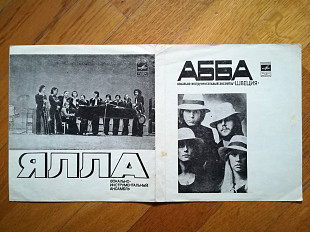 ЯЛЛА
ВОКАЛЬНО-
ИНСТРУМЕНТАЛЬНЫЙ
АНСАМБЛЬ
АББА
ВОКАЛЬНО-ИНСТРУМЕНТАЛЬНЫЙ АНСАМБЛЬ «ШВЕЦИЯ»